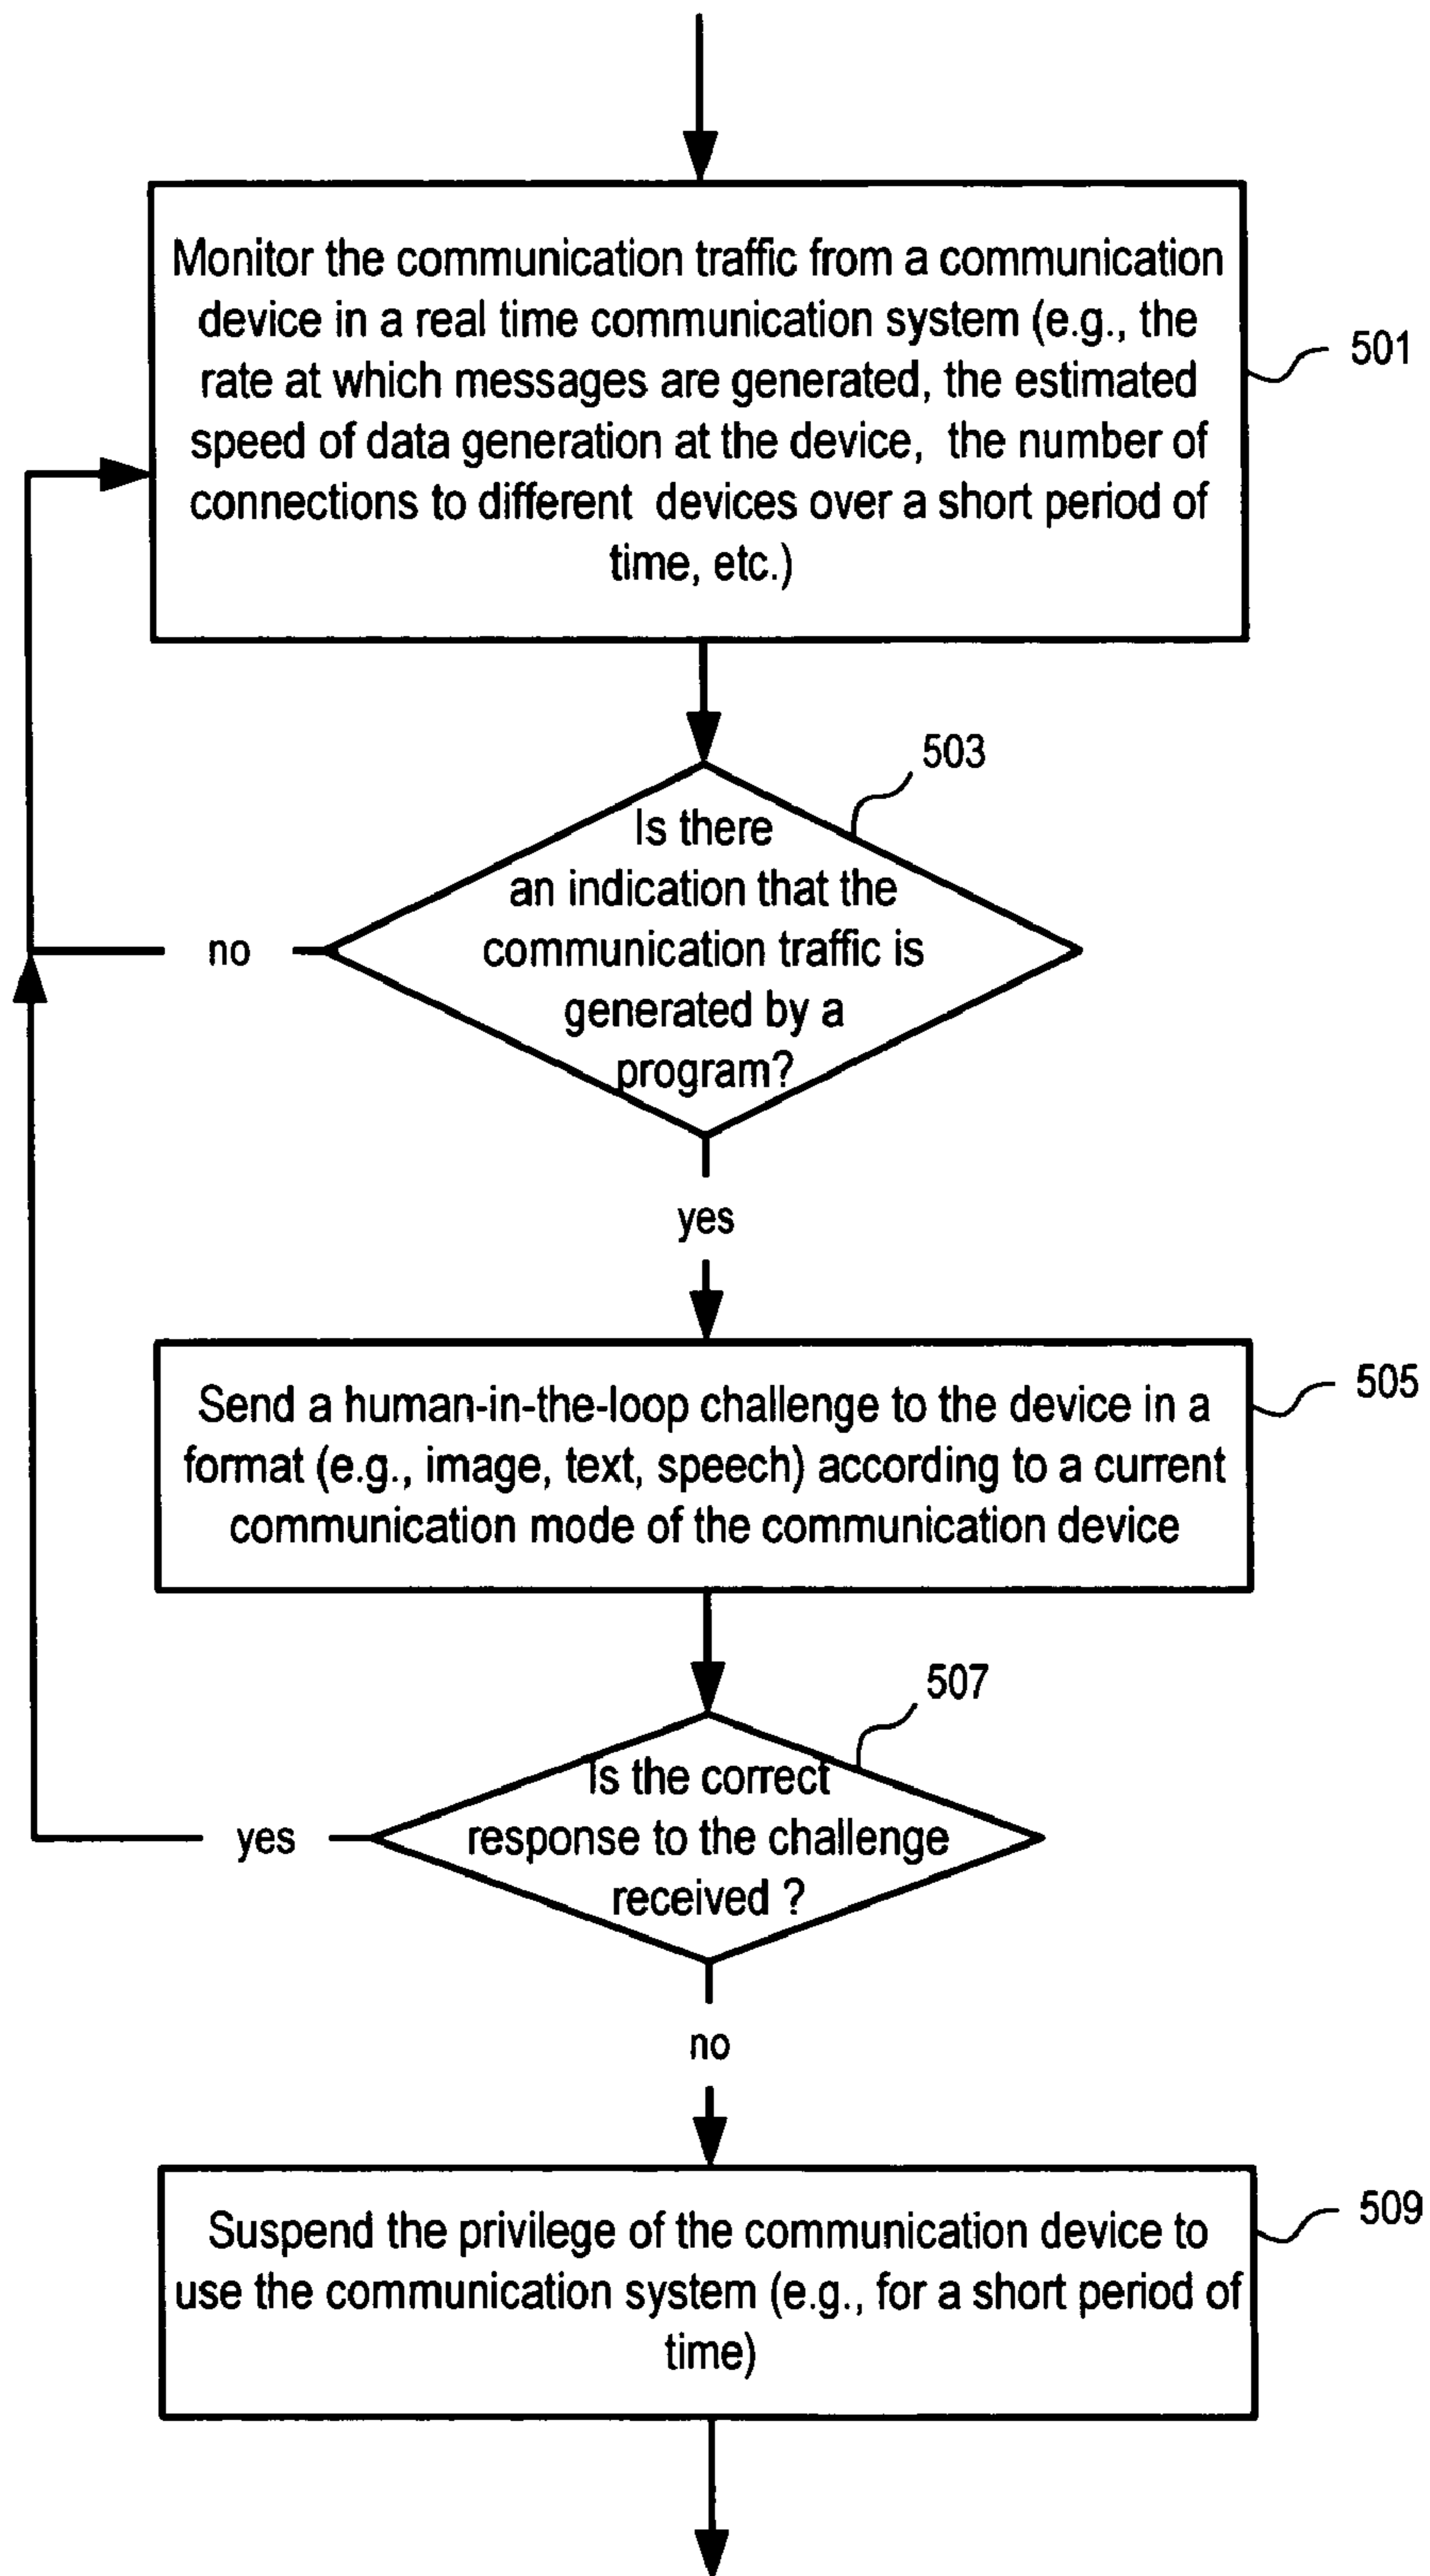 Monitor the communication traffic from a communication
device in a real time communication system (e.g., the
rate at which messages are generated, the estimated
speed of data generation at the device, the number of
connections to different devices over a short period of
time, etc.)
501
503
Is there
an indication that the
communication traffic is
generated by a
program?
no
yes
505
Send a human-in-the-loop challenge to the device in a
format (e.g., image, text, speech) according to a current
communication mode of the communication device
507
Is the correct
response to the challenge
received ?
yes
no
509
Suspend the privilege of the communication device to
use the communication system (e.g., for a short period of
time)